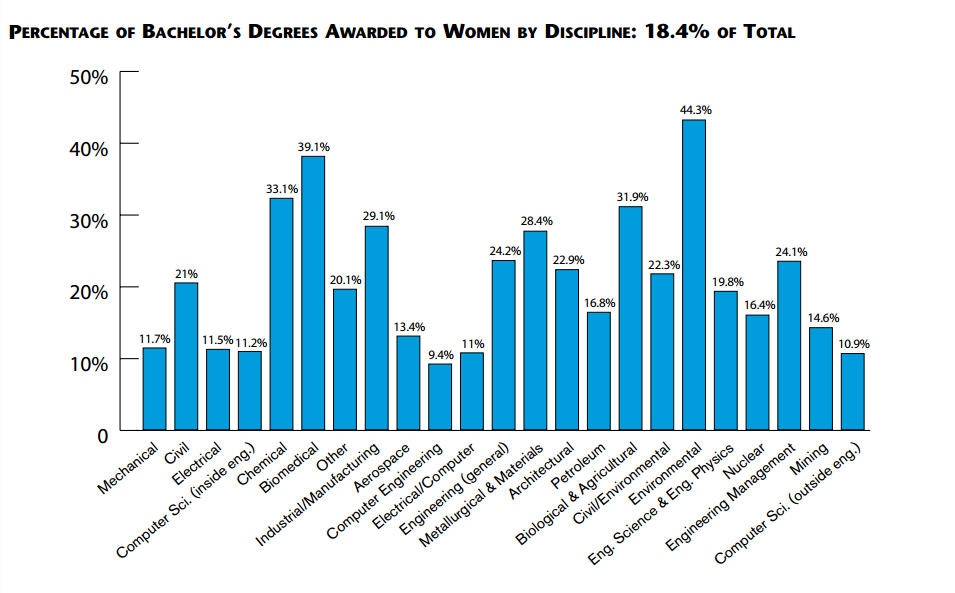 PERCENTAGE OF BACHELOR'S DEGREES AWARDED TO WOMEN BY DISCIPLINE: 18.4% OF TOTAL
50%
40%
30%
20%
10%
0
11.7%
21%
11.5%
11.2%
33.1%
39.1%
20.1%
29.1%
13.4%
9.4%
11%
24.2%
28.4%
22.9%
16.8%
31.9%
22.3%
44.3%
19.8%
16.4%
24.1%
14.6%
10.9%
Mechanical
Civil
Electrical
Computer Sci. (inside eng.)
Chemical
Biomedical
Other
Industrial/Manufacturing
Aerospace
Computer Engineering
Electrical/Computer
Engineering (general)
Metallurgical & Materials
Architectural
Petroleum
Biological & Agricultural
Civil/Environmental
Environmental
Eng. Science & Eng. Physics
Nuclear
Engineering Management
Mining
Computer Sci. (outside eng.)